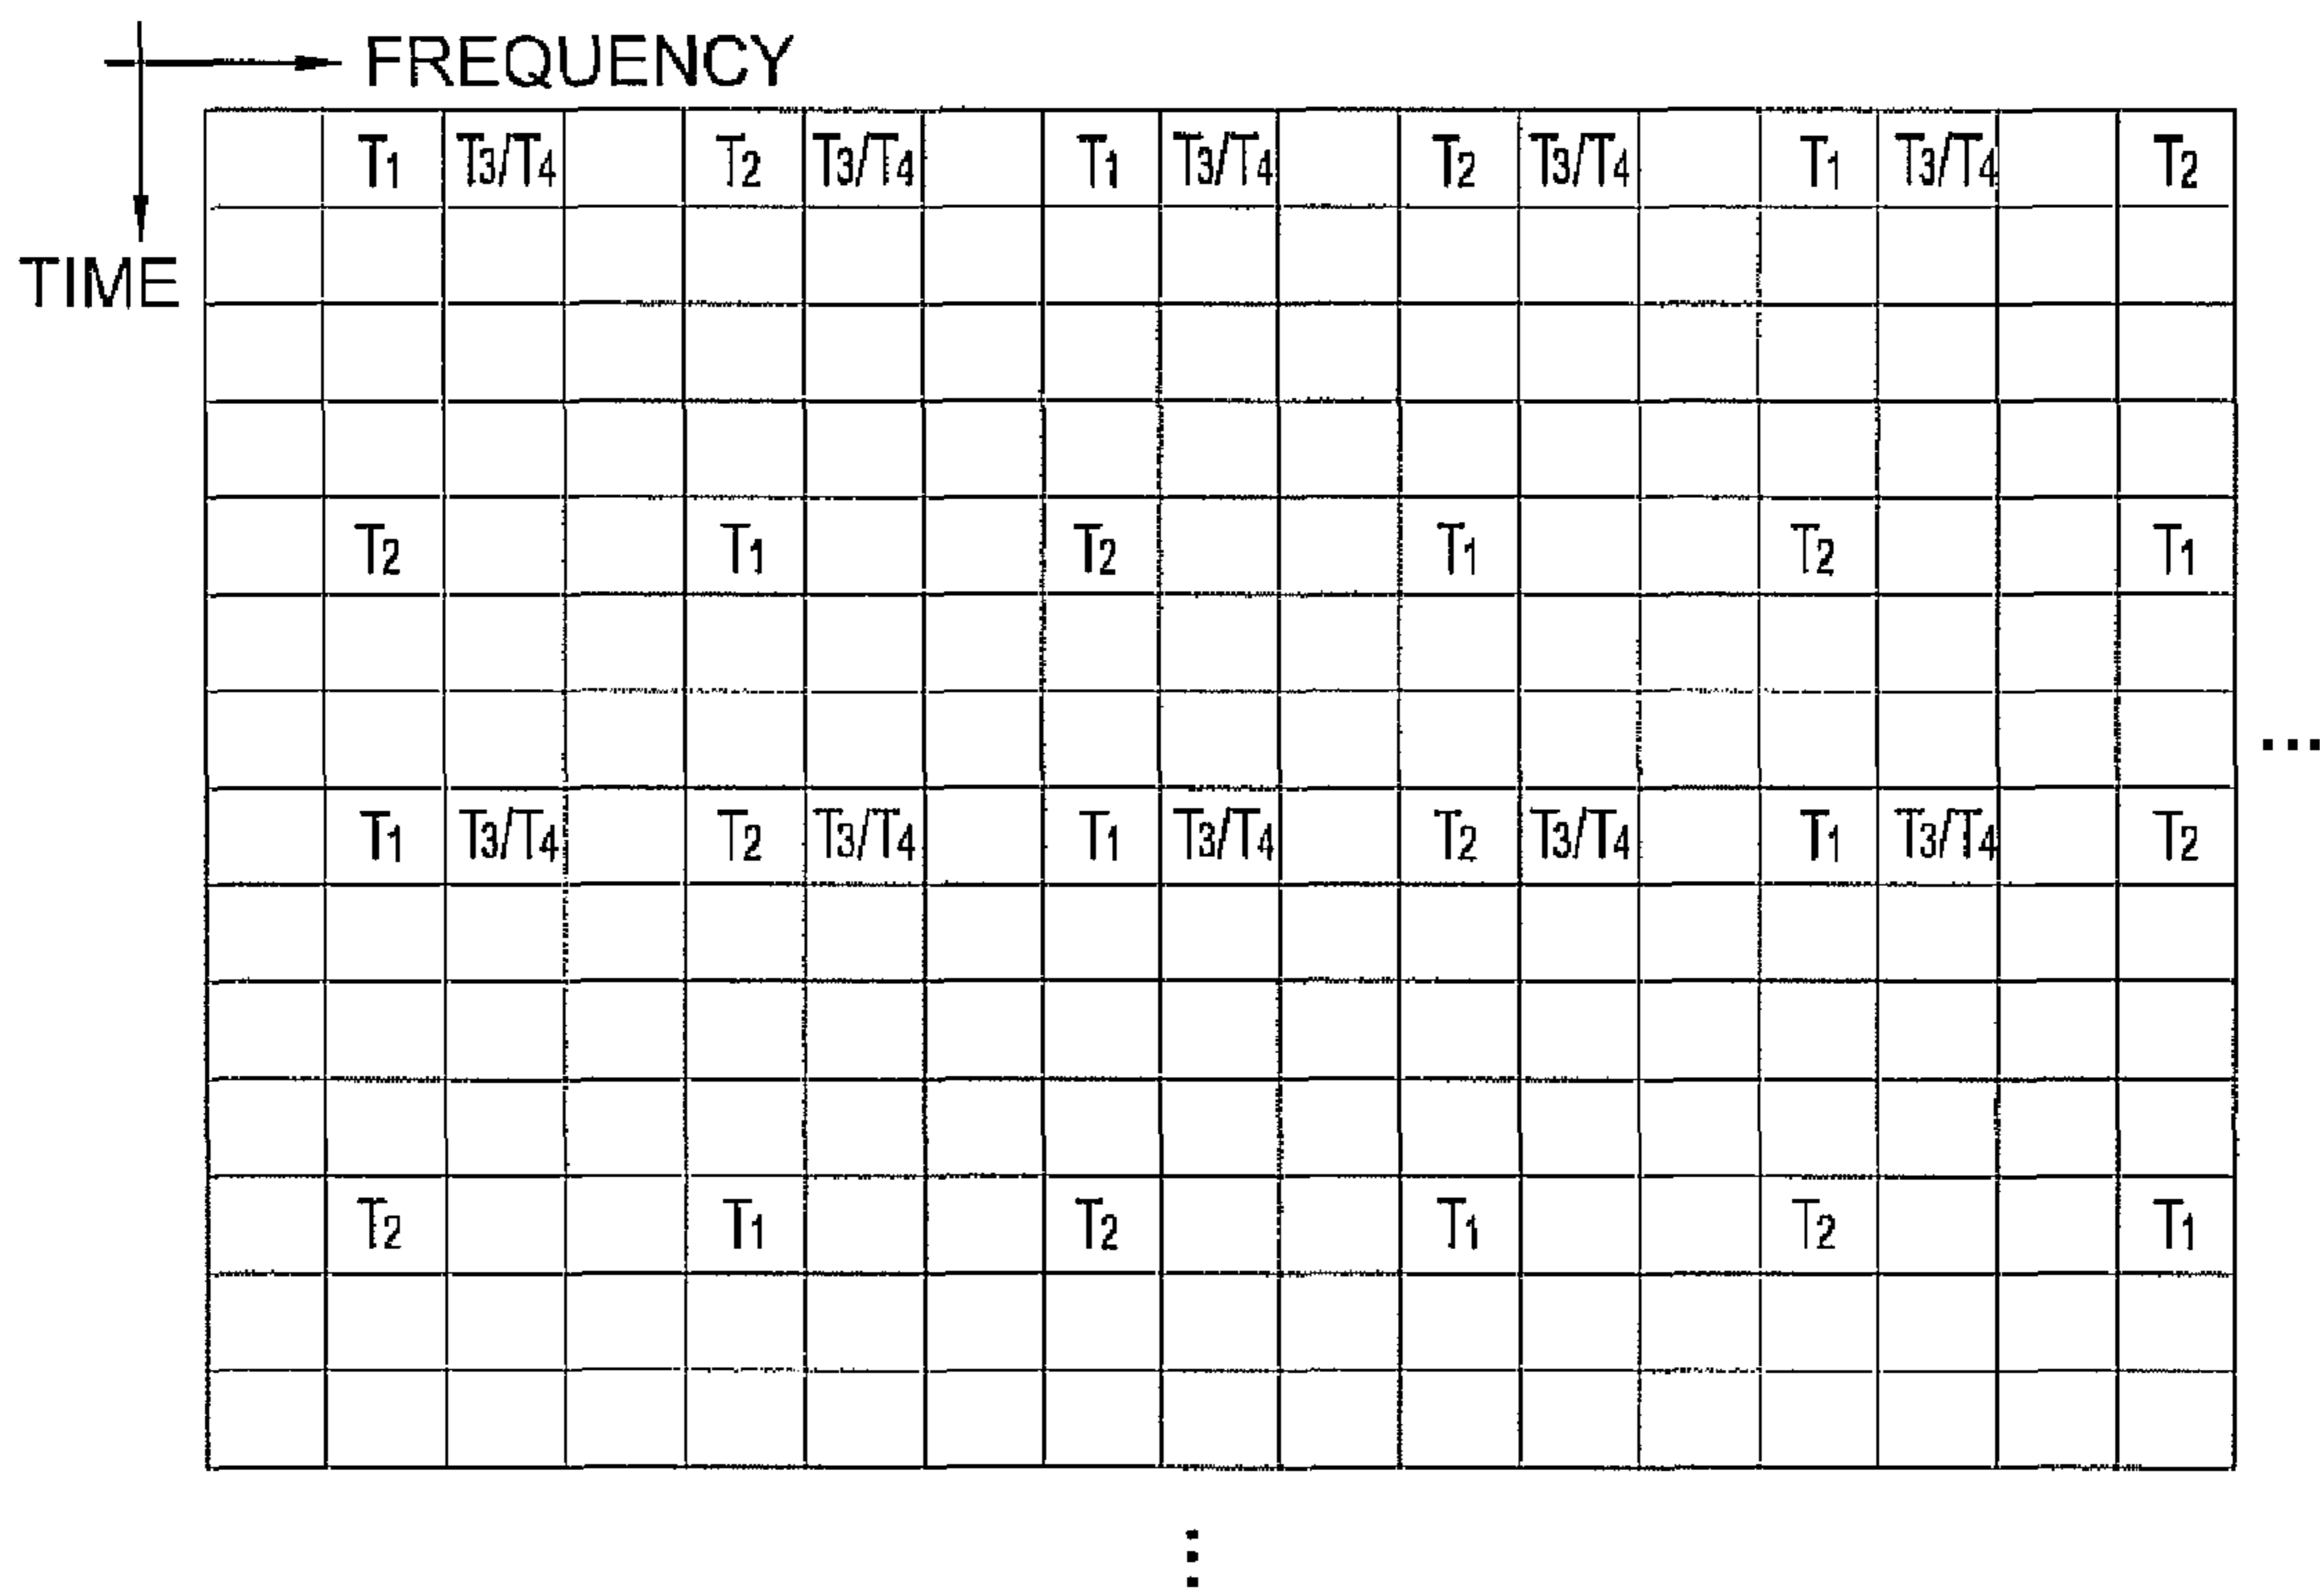 FREQUENCY
TIME
T1 T3/T4 T2 T3/T4 T1 T3/T4 T2 T3/T4 T1 T3/T4 T2
T2 T1 T2 T1 T2 T1
...
T1 T3/T4 T2 T3/T4 T1 T3/T4 T2 T3/T4 T1 T3/T4 T2
T2 T1 T2 T1 T2 T1
⋮